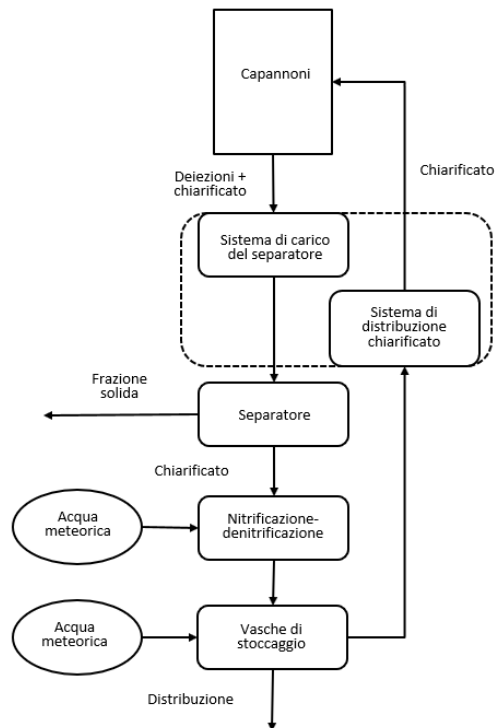 Capannoni
Deiezioni +
chiarificato
Chiarificato
Sistema di carico
del separatore
Sistema di
distribuzione
chiarificato
Frazione
solida
Separatore
Chiarificato
Acqua
meteorica
Nitrificazione-
denitrificazione
Acqua
meteorica
Vasche di
stoccaggio
Distribuzione